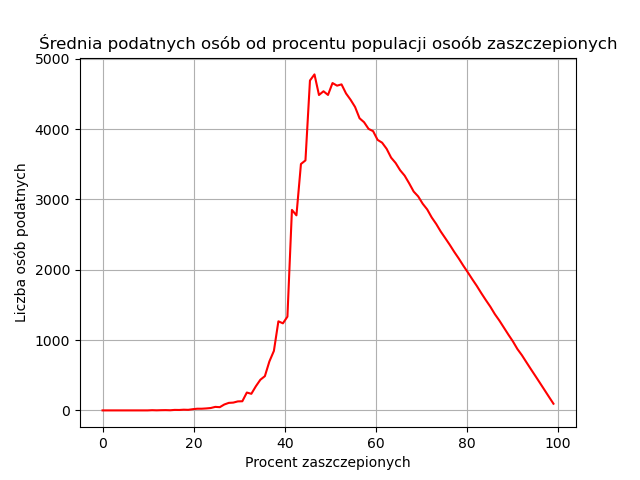 Średnia podatnych osób od procentu populacji osoób zaszczepionych
5000
4000
3000
2000
1000
0
Liczba osób podatnych
0 20 40 60 80 100
Procent zaszczepionych